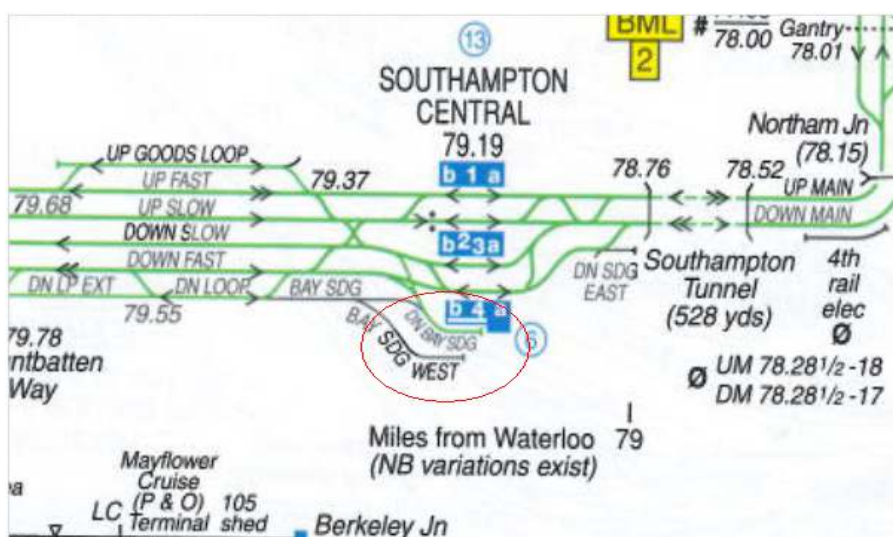 13
BML
2
# 77.00
78.00
Gantry
78.01
SOUTHAMPTON
CENTRAL
79.19
Northam Jn
(78.15)
UP GOODS LOOP
UP FAST
79.37
b 1 a
78.76
78.52
UP MAIN
79.68
UP SLOW
DOWN MAIN
DOWN SLOW
b 2 3 a
DOWN FAST
DN SDG
EAST
Southampton
Tunnel
(528 yds)
4th
rail
elec
Ø
DN LP EXT
DN LOOP
BAY SDG
79.55
b 4 a
6
DN BAY SDG
BAY SDG WEST
79.78
ntbatten
Way
Ø UM 78.28 1/2 -18
DM 78.28 1/2 -17
Miles from Waterloo
(NB variations exist)
79
Mayflower
Cruise
(P & O)
Terminal
105
shed
LC
Berkeley Jn